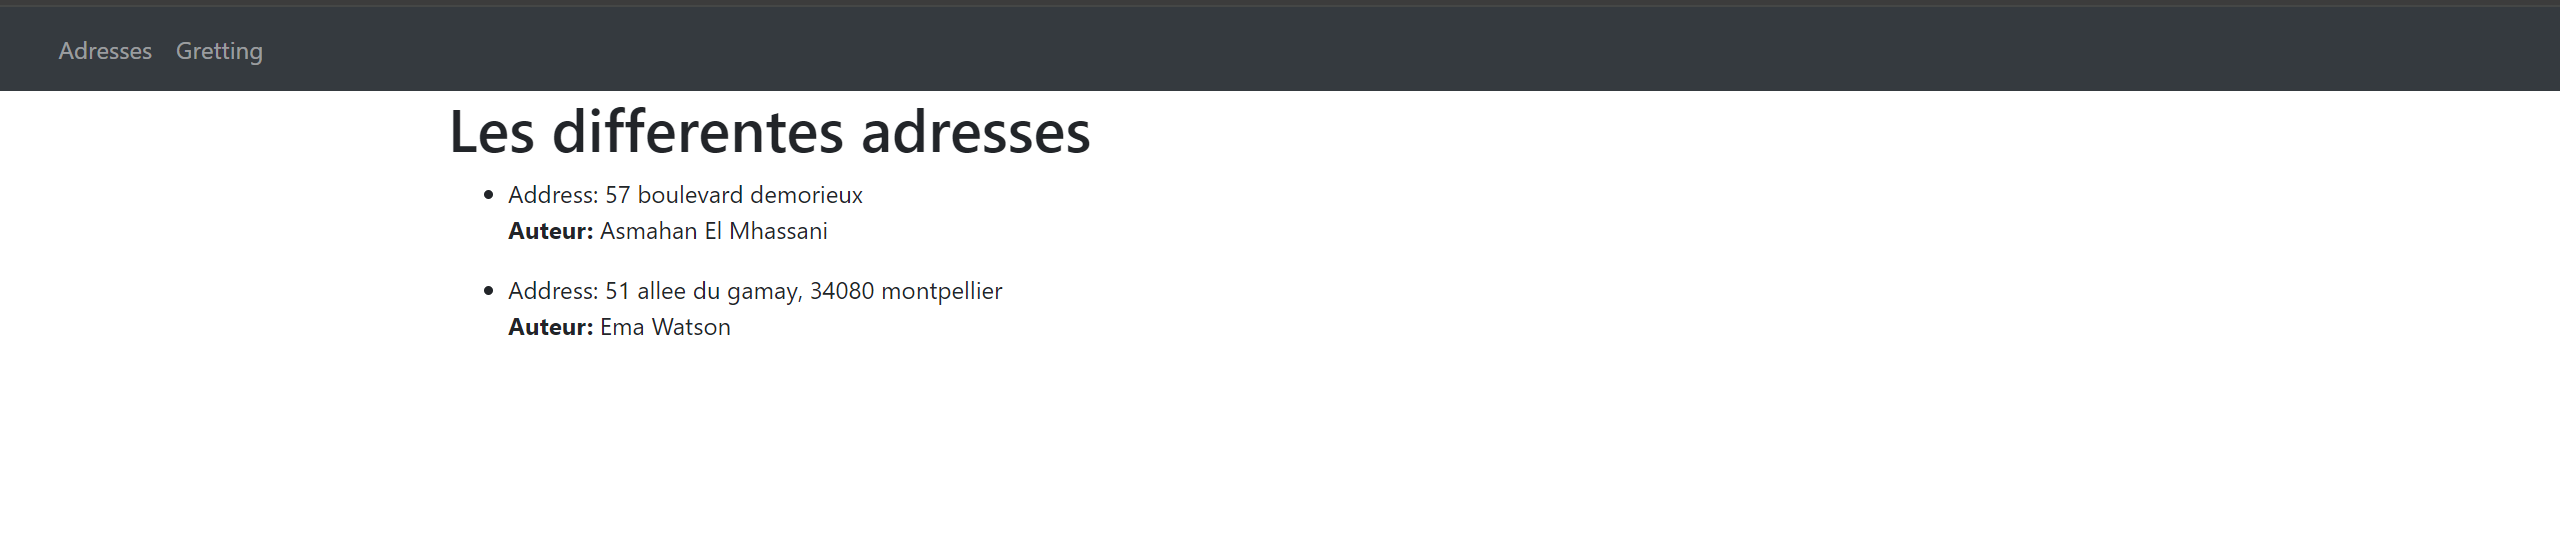 Adresses Gretting
Les differentes adresses
Address: 57 boulevard demorieux
Auteur: Asmahan El Mhassani
Address: 51 allee du gamay, 34080 montpellier
Auteur: Ema Watson